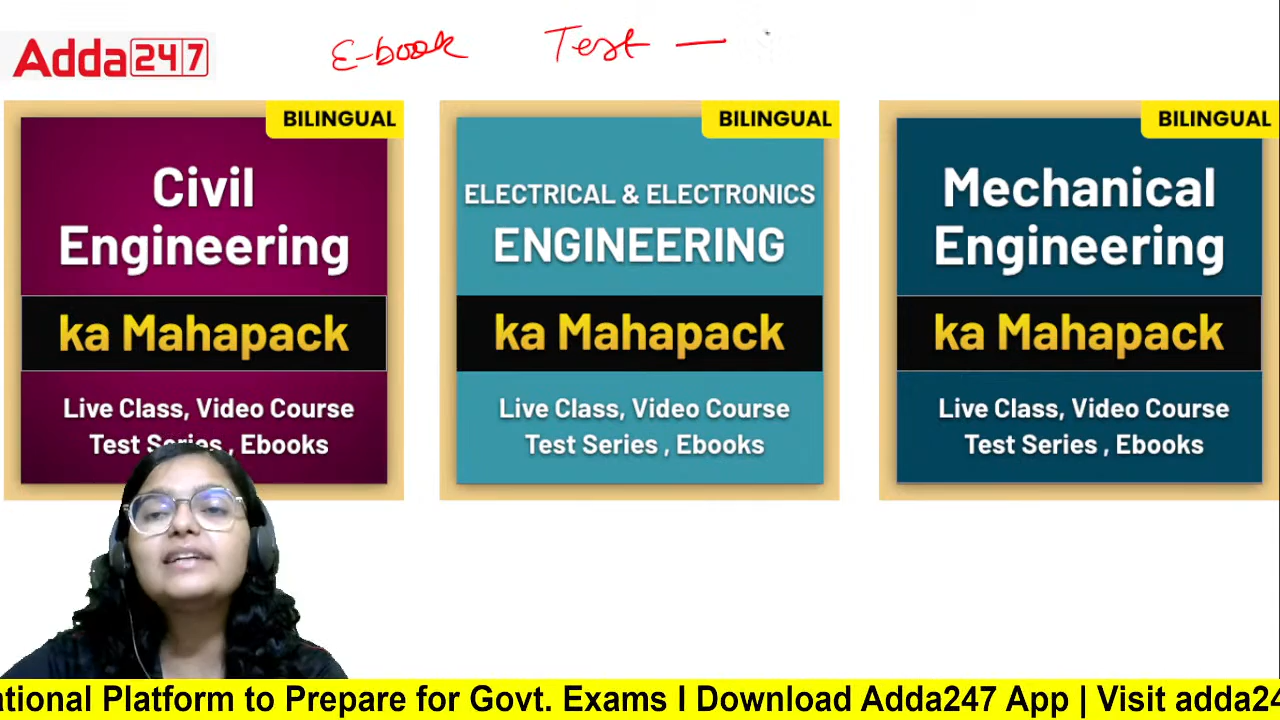 E-book Test —
Adda247
BILINGUAL
Civil
Engineering
ka Mahapack
Live Class, Video Course
Test Series , Ebooks
BILINGUAL
ELECTRICAL & ELECTRONICS
ENGINEERING
ka Mahapack
Live Class, Video Course
Test Series , Ebooks
BILINGUAL
Mechanical
Engineering
ka Mahapack
Live Class, Video Course
Test Series , Ebooks
ational Platform to Prepare for Govt. Exams I Download Adda247 App | Visit adda24